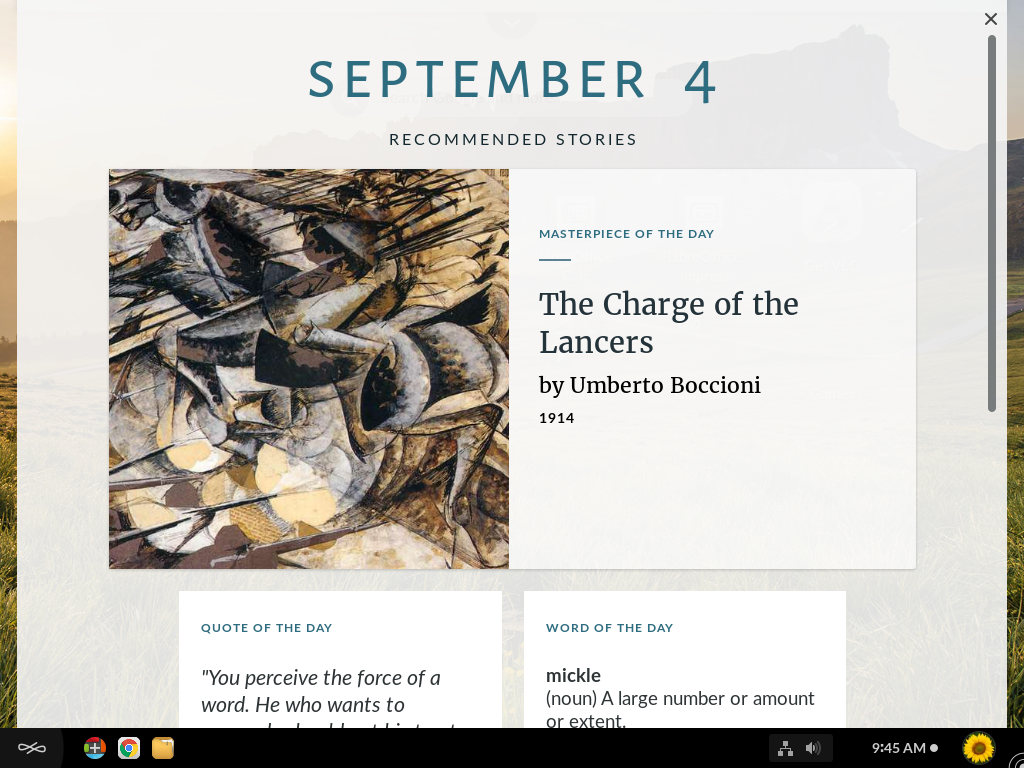 SEPTEMBER 4
RECOMMENDED STORIES
MASTERPIECE OF THE DAY
The Charge of the
Lancers
by Umberto Boccioni
1914
QUOTE OF THE DAY
"You perceive the force of a
word. He who wants to
WORD OF THE DAY
mickle
(noun) A large number or amount
or extent.
9:45 AM